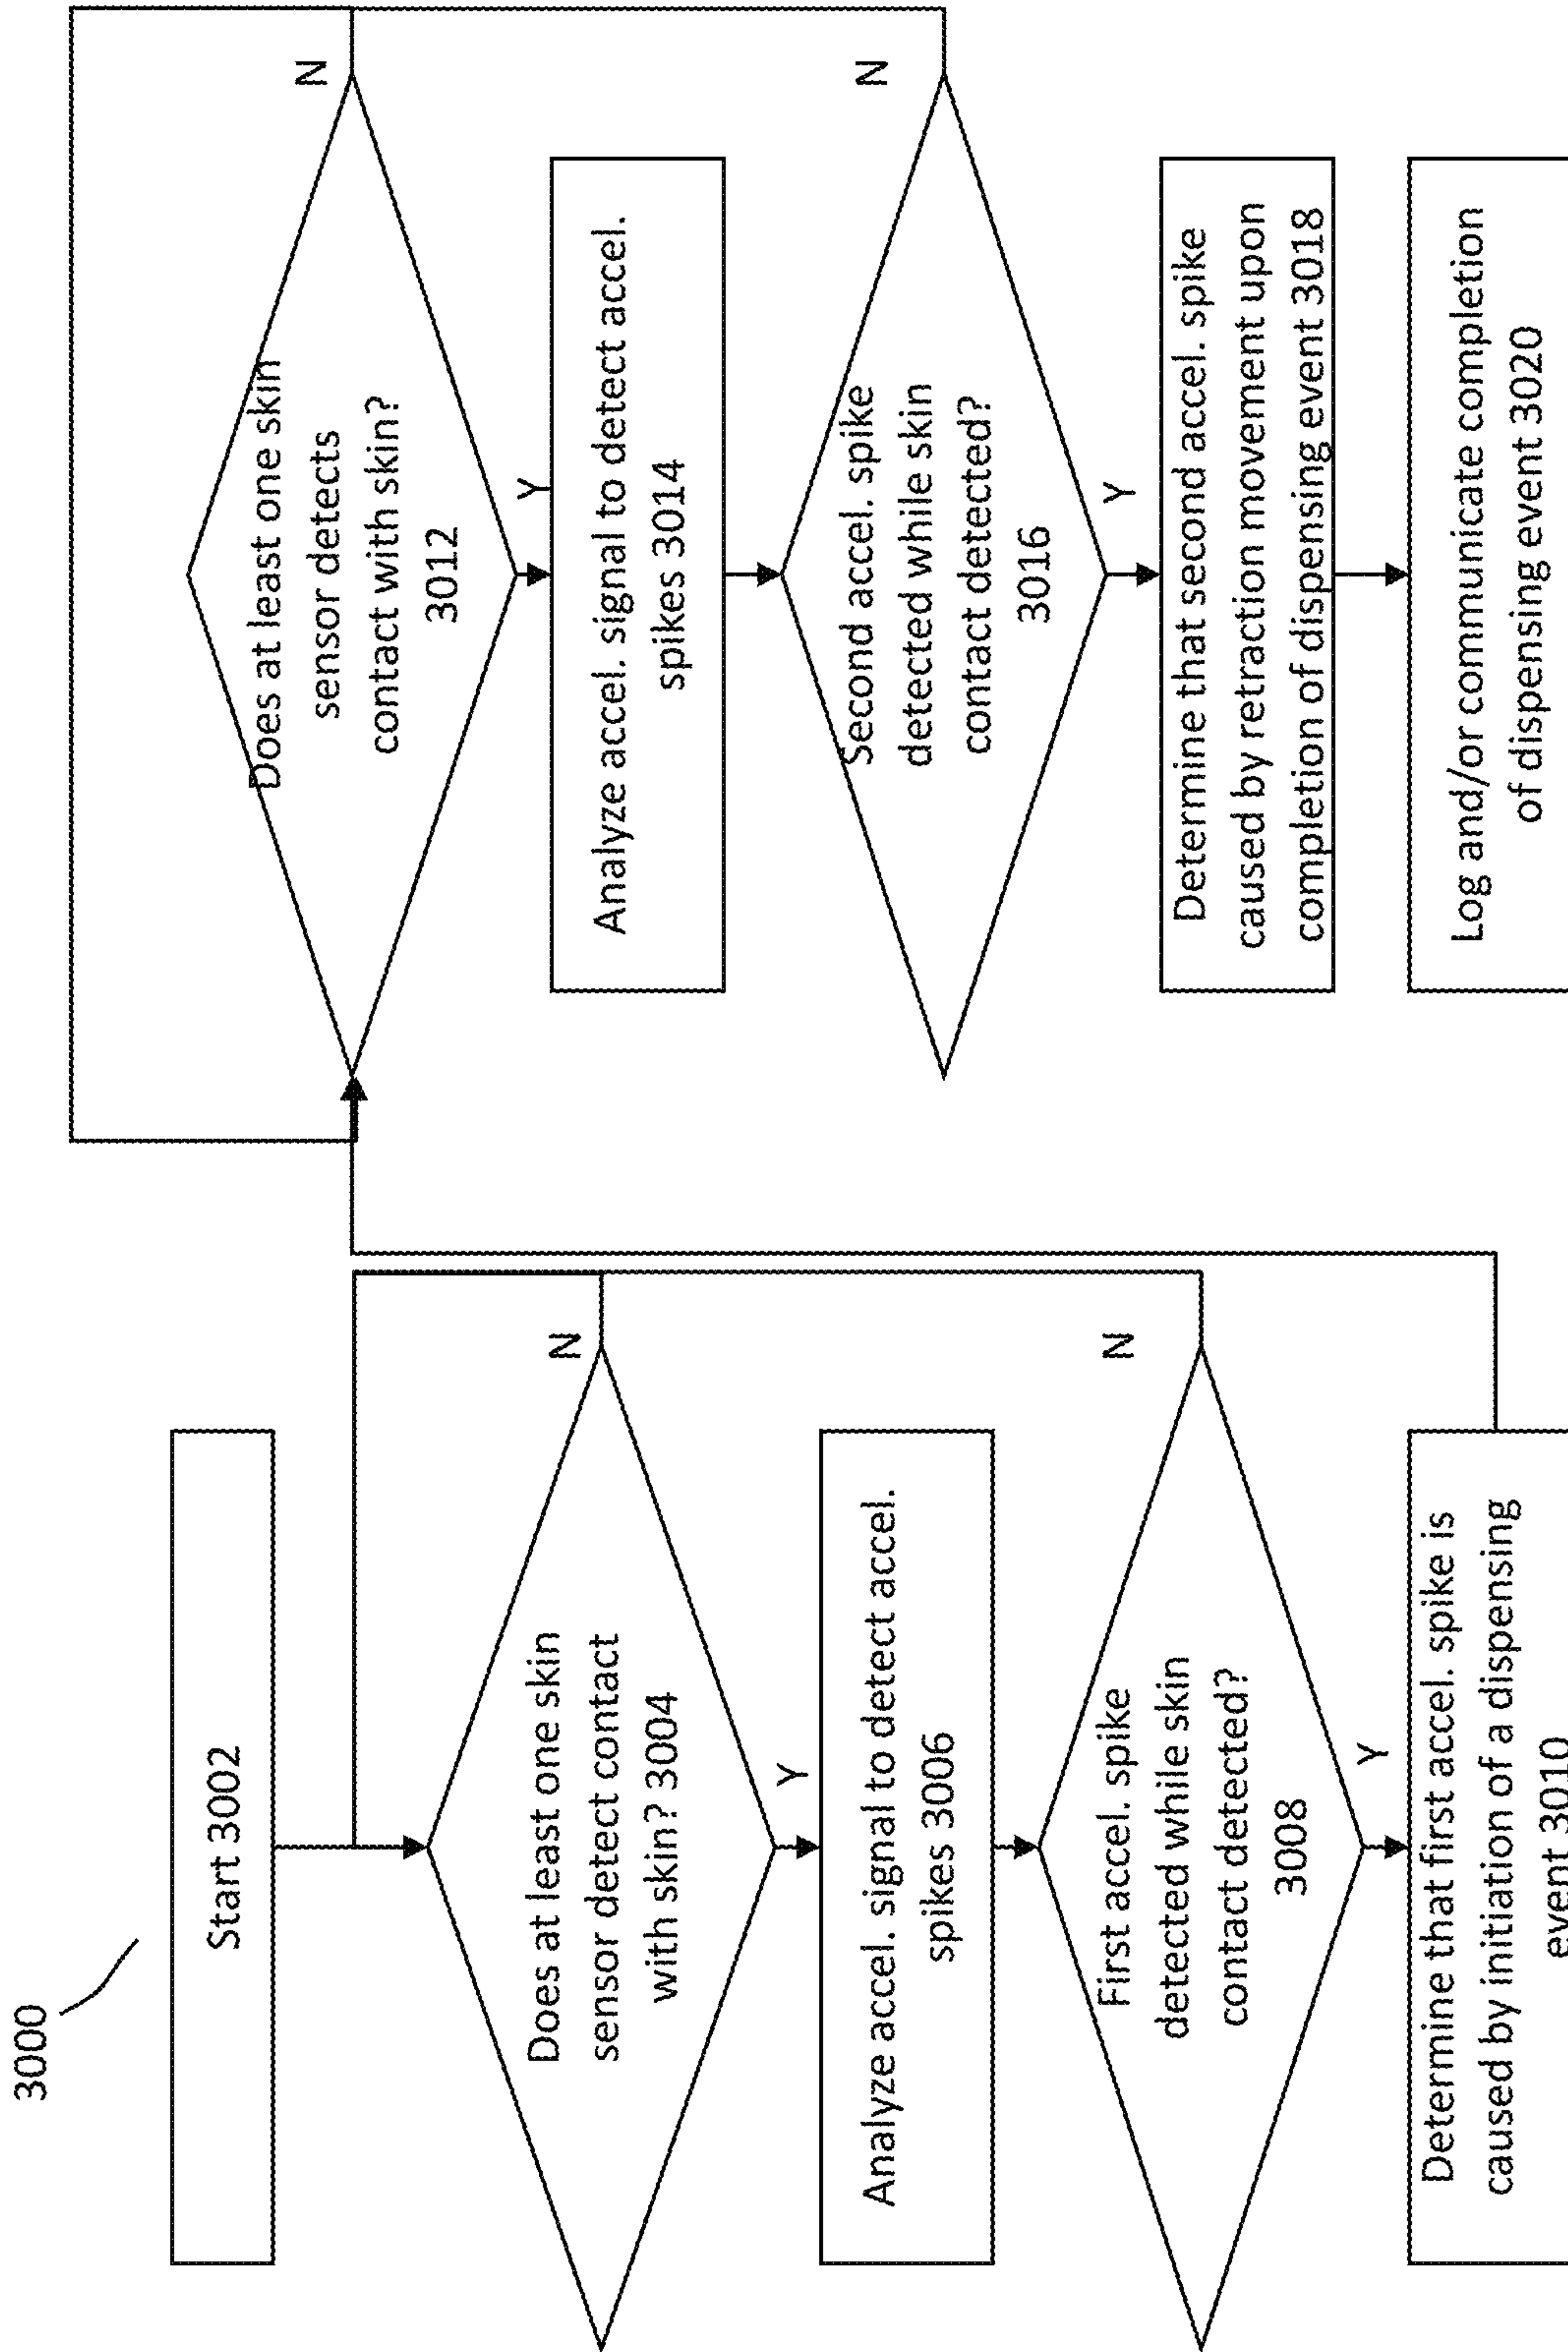 3000
Start 3002
Does at least one skin
sensor detect contact
with skin? 3004
N
Y
Analyze accel. signal to detect accel.
spikes 3006
First accel. spike
detected while skin
contact detected?
3008
N
Y
Determine that first accel. spike is
caused by initiation of a dispensing
event 3010
Does at least one skin
sensor detects
contact with skin?
3012
N
Y
Analyze accel. signal to detect accel.
spikes 3014
Second accel. spike
detected while skin
contact detected?
3016
N
Y
Determine that second accel. spike
caused by retraction movement upon
completion of dispensing event 3018
Log and/or communicate completion
of dispensing event 3020